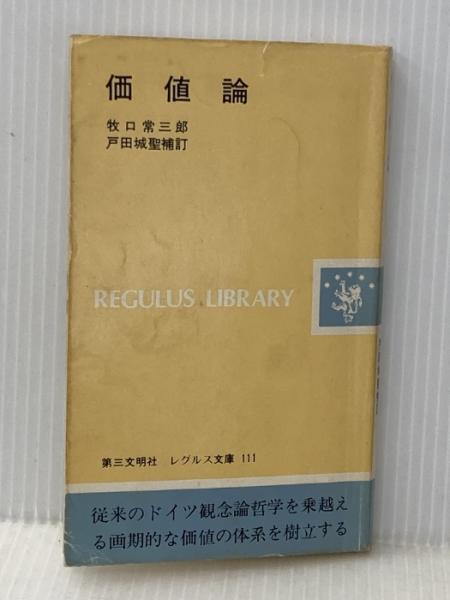 価値論
牧口常三郎
戸田城聖補訂
REGULUS LIBRARY
第三文明社 レグルス文庫 111
従来のドイツ観念論哲学を乗越え
る画期的な価値の体系を樹立する